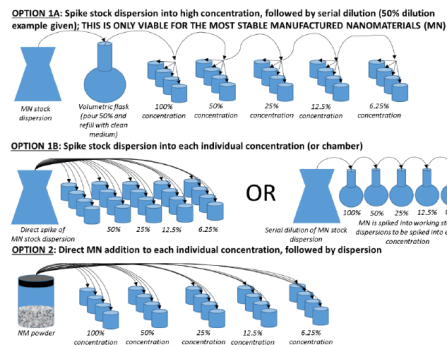 OPTION 1A: Spike stock dispersion into high concentration, followed by serial dilution (50% dilution
example given); THIS IS ONLY VIABLE FOR THE MOST STABLE MANUFACTURED NANOMATERIALS (MN)
MN stock
dispersion
Volumetric flask
(pour 50% and
refill with clean
medium)
100%
concentration
50%
concentration
25%
concentration
12.5%
concentration
6.25%
concentration
OPTION 1B: Spike stock dispersion into each individual concentration (or chamber)
OR
Direct spike of
MN stock dispersion
50%
25%
12.5%
6.25%
Serial dilution of MN stock
dispersion
100%
50%
25%
12.5%
MN is spiked into working st
dispersions to be spiked into e
concentration
OPTION 2: Direct MN addition to each individual concentration, followed by dispersion
NM powder
100%
concentration
50%
concentration
25%
concentration
12.5%
concentration
6.25%
concentration